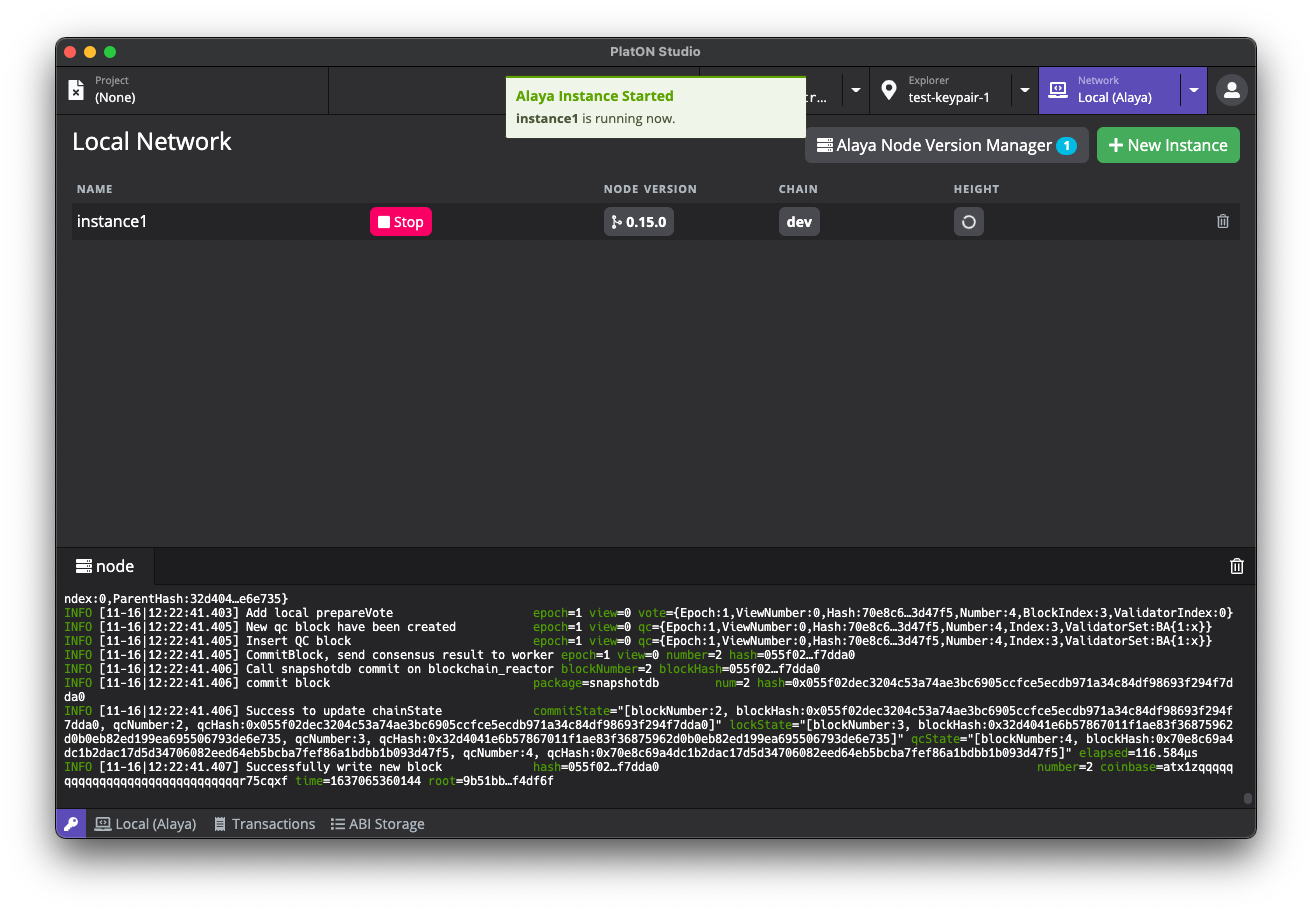 PlatON Studio
Project
(None)
Explorer
test-keypair-1
Network
Local (Alaya)
Alaya Instance Started
instance1 is running now.
Local Network
Alaya Node Version Manager 1
New Instance
NAME NODE VERSION CHAIN HEIGHT
instance1 Stop 0.15.0 dev
node
ndex:0,ParentHash:32d404…e6e735}
INFO [11-16|12:22:41.403] Add local prepareVote epoch=1 view=0 vote={Epoch:1,ViewNumber:0,Hash:70e8c6…3d47f5,Number:4,BlockIndex:3,ValidatorIndex:0}
INFO [11-16|12:22:41.405] New qc block have been created epoch=1 view=0 qc={Epoch:1,ViewNumber:0,Hash:70e8c6…3d47f5,Number:4,Index:3,ValidatorSet:BA{1:x}}
INFO [11-16|12:22:41.405] Insert QC block epoch=1 view=0 qc={Epoch:1,ViewNumber:0,Hash:70e8c6…3d47f5,Number:4,Index:3,ValidatorSet:BA{1:x}}
INFO [11-16|12:22:41.405] CommitBlock, send consensus result to worker epoch=1 view=0 number=2 hash=055f02…f7dda0
INFO [11-16|12:22:41.406] Call snapshotdb commit on blockchain_reactor blockNumber=2 blockHash=055f02…f7dda0
INFO [11-16|12:22:41.406] commit block package=snapshotdb num=2 hash=0x055f02dec3204c53a74ae3bc6905ccfce5ecdb971a34c84df98693f294f7d
da0
INFO [11-16|12:22:41.406] Success to update chainState commitState="[blockNumber:2, blockHash:0x055f02dec3204c53a74ae3bc6905ccfce5ecdb971a34c84df98693f294f
7dda0, qcNumber:2, qcHash:0x055f02dec3204c53a74ae3bc6905ccfce5ecdb971a34c84df98693f294f7dda0]" lockState="[blockNumber:3, blockHash:0x32d4041e6b57867011f1ae83f36875962
d0b0eb82ed199ea695506793de6e735, qcNumber:3, qcHash:0x32d4041e6b57867011f1ae83f36875962d0b0eb82ed199ea695506793de6e735]" qcState="[blockNumber:4, blockHash:0x70e8c69a4
dc1b2dac17d5d34706082eed64eb5bcba7fef86a1bdbb1b093d47f5, qcNumber:4, qcHash:0x70e8c69a4dc1b2dac17d5d34706082eed64eb5bcba7fef86a1bdbb1b093d47f5]" elapsed=116.584µs
INFO [11-16|12:22:41.407] Successfully write new block hash=055f02…f7dda0 number=2 coinbase=atx1zqqqqq
qqqqqqqqqqqqqqqqqqqqqqqqqr75cqxf time=1637065360144 root=9b51bb…f4df6f
Local (Alaya) Transactions ABI Storage